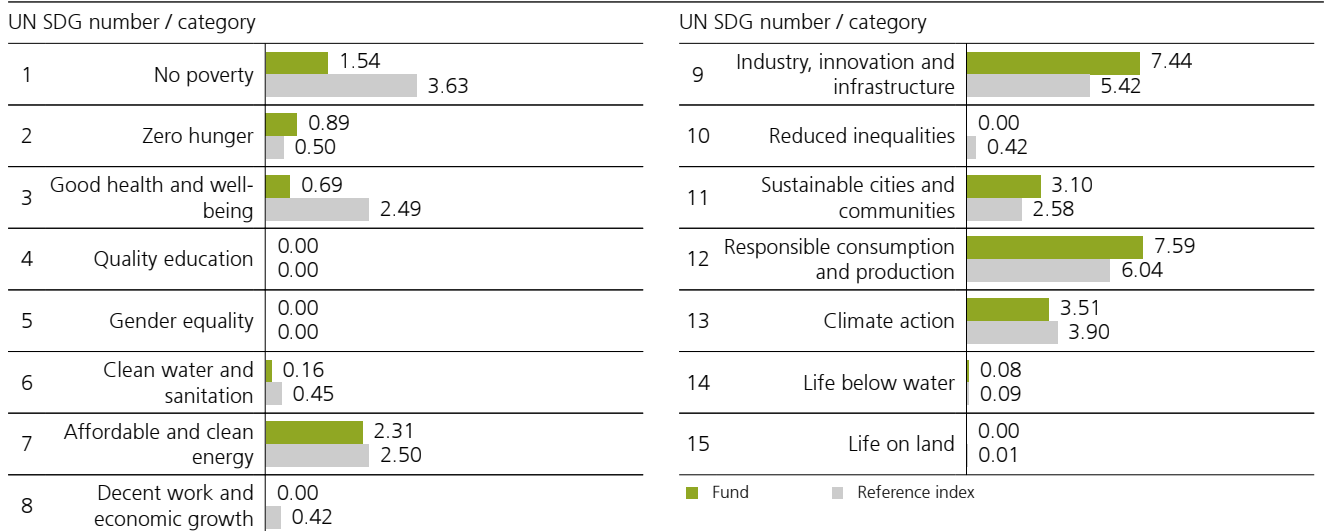 UN SDG number / category
1 No poverty 1.54
3.63
2 Zero hunger 0.89
0.50
3 Good health and well-
being 0.69
2.49
4 Quality education 0.00
0.00
5 Gender equality 0.00
0.00
6 Clean water and
sanitation 0.16
0.45
7 Affordable and clean
energy 2.31
2.50
8 Decent work and
economic growth 0.00
0.42
UN SDG number / category
9 Industry, innovation and
infrastructure 7.44
5.42
10 Reduced inequalities 0.00
0.42
11 Sustainable cities and
communities 3.10
2.58
12 Responsible consumption
and production 7.59
6.04
13 Climate action 3.51
3.90
14 Life below water 0.08
0.09
15 Life on land 0.00
0.01
Fund Reference index